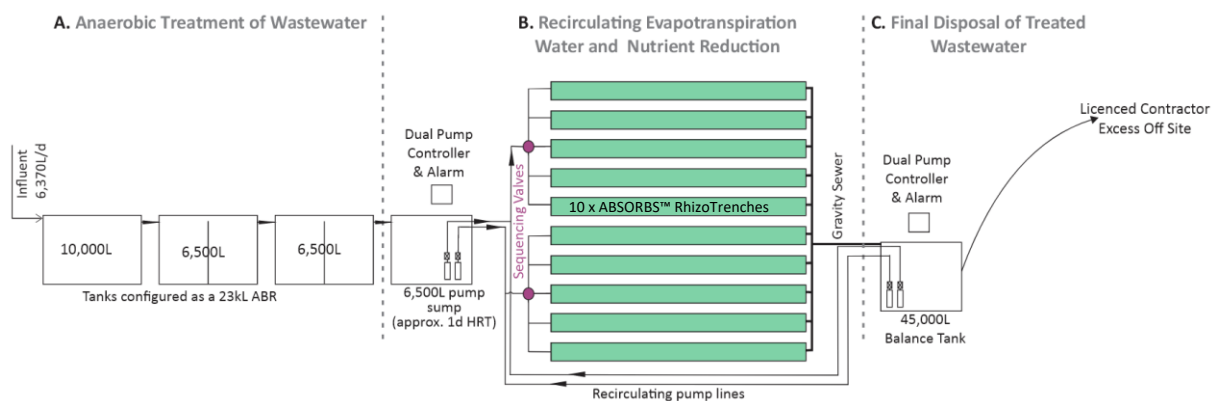 A. Anaerobic Treatment of Wastewater
B. Recirculating Evapotranspiration
Water and Nutrient Reduction
C. Final Disposal of Treated
Wastewater
Influent
6,370L/d
10,000L
6,500L
6,500L
Tanks configured as a 23kL ABR
Dual Pump
Controller
& Alarm
6,500L pump
sump
(approx. 1d HRT)
Sequencing Valves
10 x ABSORBS™ RhizoTrenches
Gravity Sewer
Recirculating pump lines
Dual Pump
Controller
& Alarm
45,000L
Balance Tank
Licenced Contractor
Excess Off Site